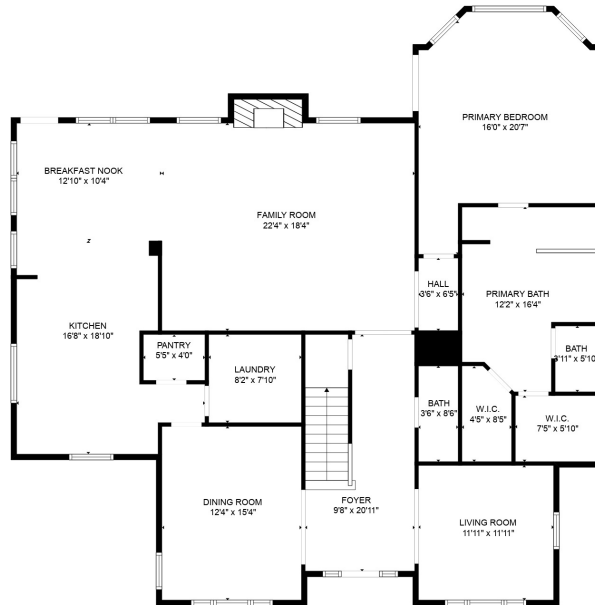 PRIMARY BEDROOM
16'0" x 20'7"
BREAKFAST NOOK
12'10" x 10'4"
FAMILY ROOM
22'4" x 18'4"
HALL
3'6" x 6'5"
PRIMARY BATH
12'2" x 16'4"
KITCHEN
16'8" x 18'10"
PANTRY
5'5" x 4'0"
LAUNDRY
8'2" x 7'10"
BATH
3'11" x 5'10"
BATH
3'6" x 8'6"
W.I.C.
4'5" x 8'5"
W.I.C.
7'5" x 5'10"
DINING ROOM
12'4" x 15'4"
FOYER
9'8" x 20'11"
LIVING ROOM
11'11" x 11'11"